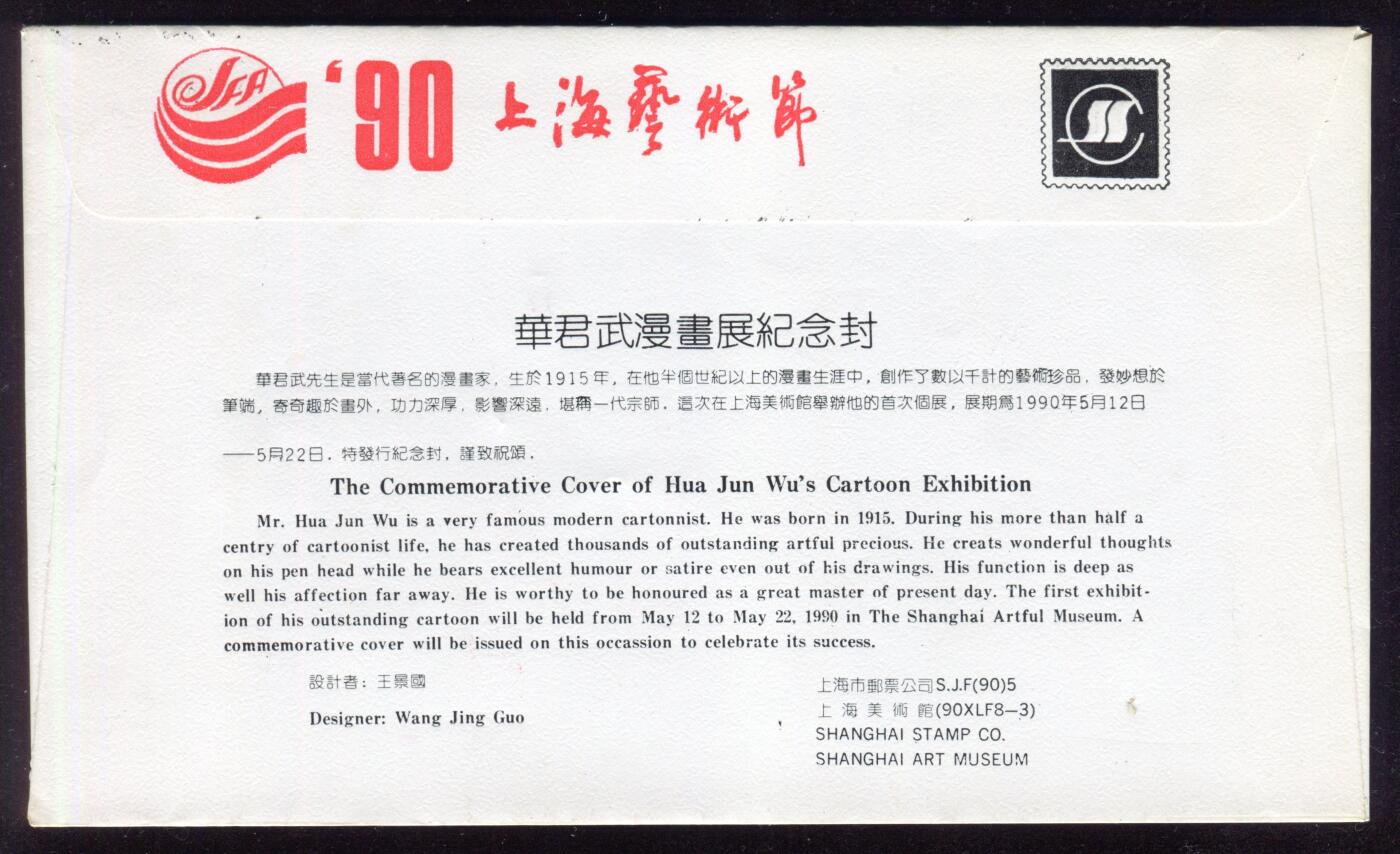 SFA '90 上海藝術節
華君武漫畫展紀念封
華君武先生是當代著名的漫畫家，生於1915年，在他半個世紀以上的漫畫生涯中，創作了數以千計的藝術珍品，發妙想於
筆端，寄奇趣於畫外，功力深厚，影響深遠，堪稱一代宗師．這次在上海美術館舉辦他的首次個展，展期爲1990年5月12日
——5月22日．特發行紀念封，謹致祝頌．
The Commemorative Cover of Hua Jun Wu's Cartoon Exhibition
Mr. Hua Jun Wu is a very famous modern cartonnist. He was born in 1915. During his more than half a
centry of cartoonist life, he has created thousands of outstanding artful precious. He creats wonderful thoughts
on his pen head while he bears excellent humour or satire even out of his drawings. His function is deep as
well his affection far away. He is worthy to be honoured as a great master of present day. The first exhibit-
ion of his outstanding cartoon will be held from May 12 to May 22, 1990 in The Shanghai Artful Museum. A
commemorative cover will be issued on this occassion to celebrate its success.
設計者：王景國
Designer: Wang Jing Guo
上海市郵票公司S.J.F(90)5
上海美術館(90XLF8—3)
SHANGHAI STAMP CO.
SHANGHAI ART MUSEUM